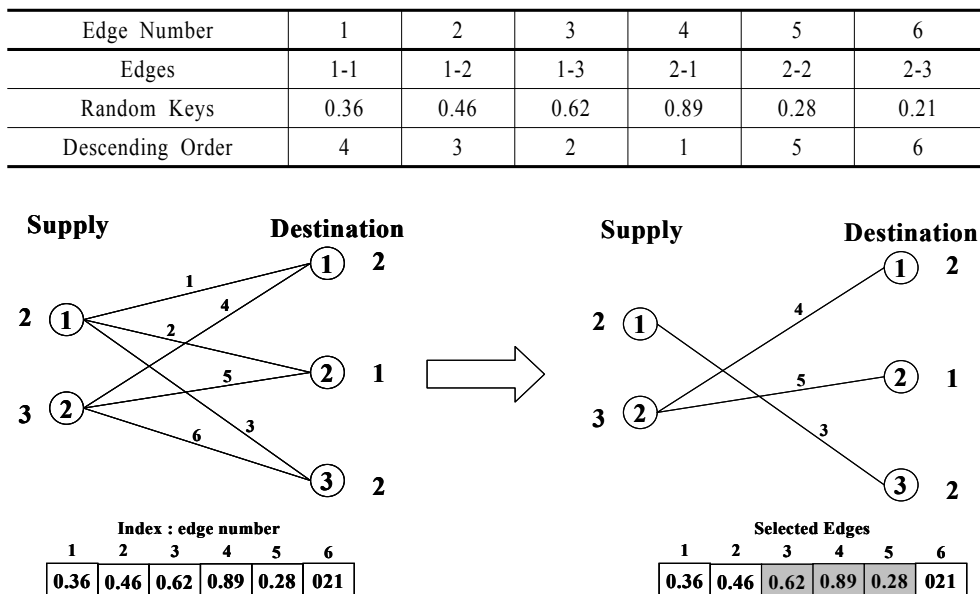 Edge Number 1 2 3 4 5 6
Edges 1-1 1-2 1-3 2-1 2-2 2-3
Random Keys 0.36 0.46 0.62 0.89 0.28 0.21
Descending Order 4 3 2 1 5 6
Supply
Destination
1 2
1
4
2 1
2
2 1
5
3 2
3
6
3 2
Index : edge number
1 2 3 4 5 6
0.36 0.46 0.62 0.89 0.28 021
Supply
Destination
1 2
4
2 1
2 1
5
3 2
3
3 2
Selected Edges
1 2 3 4 5 6
0.36 0.46 0.62 0.89 0.28 021